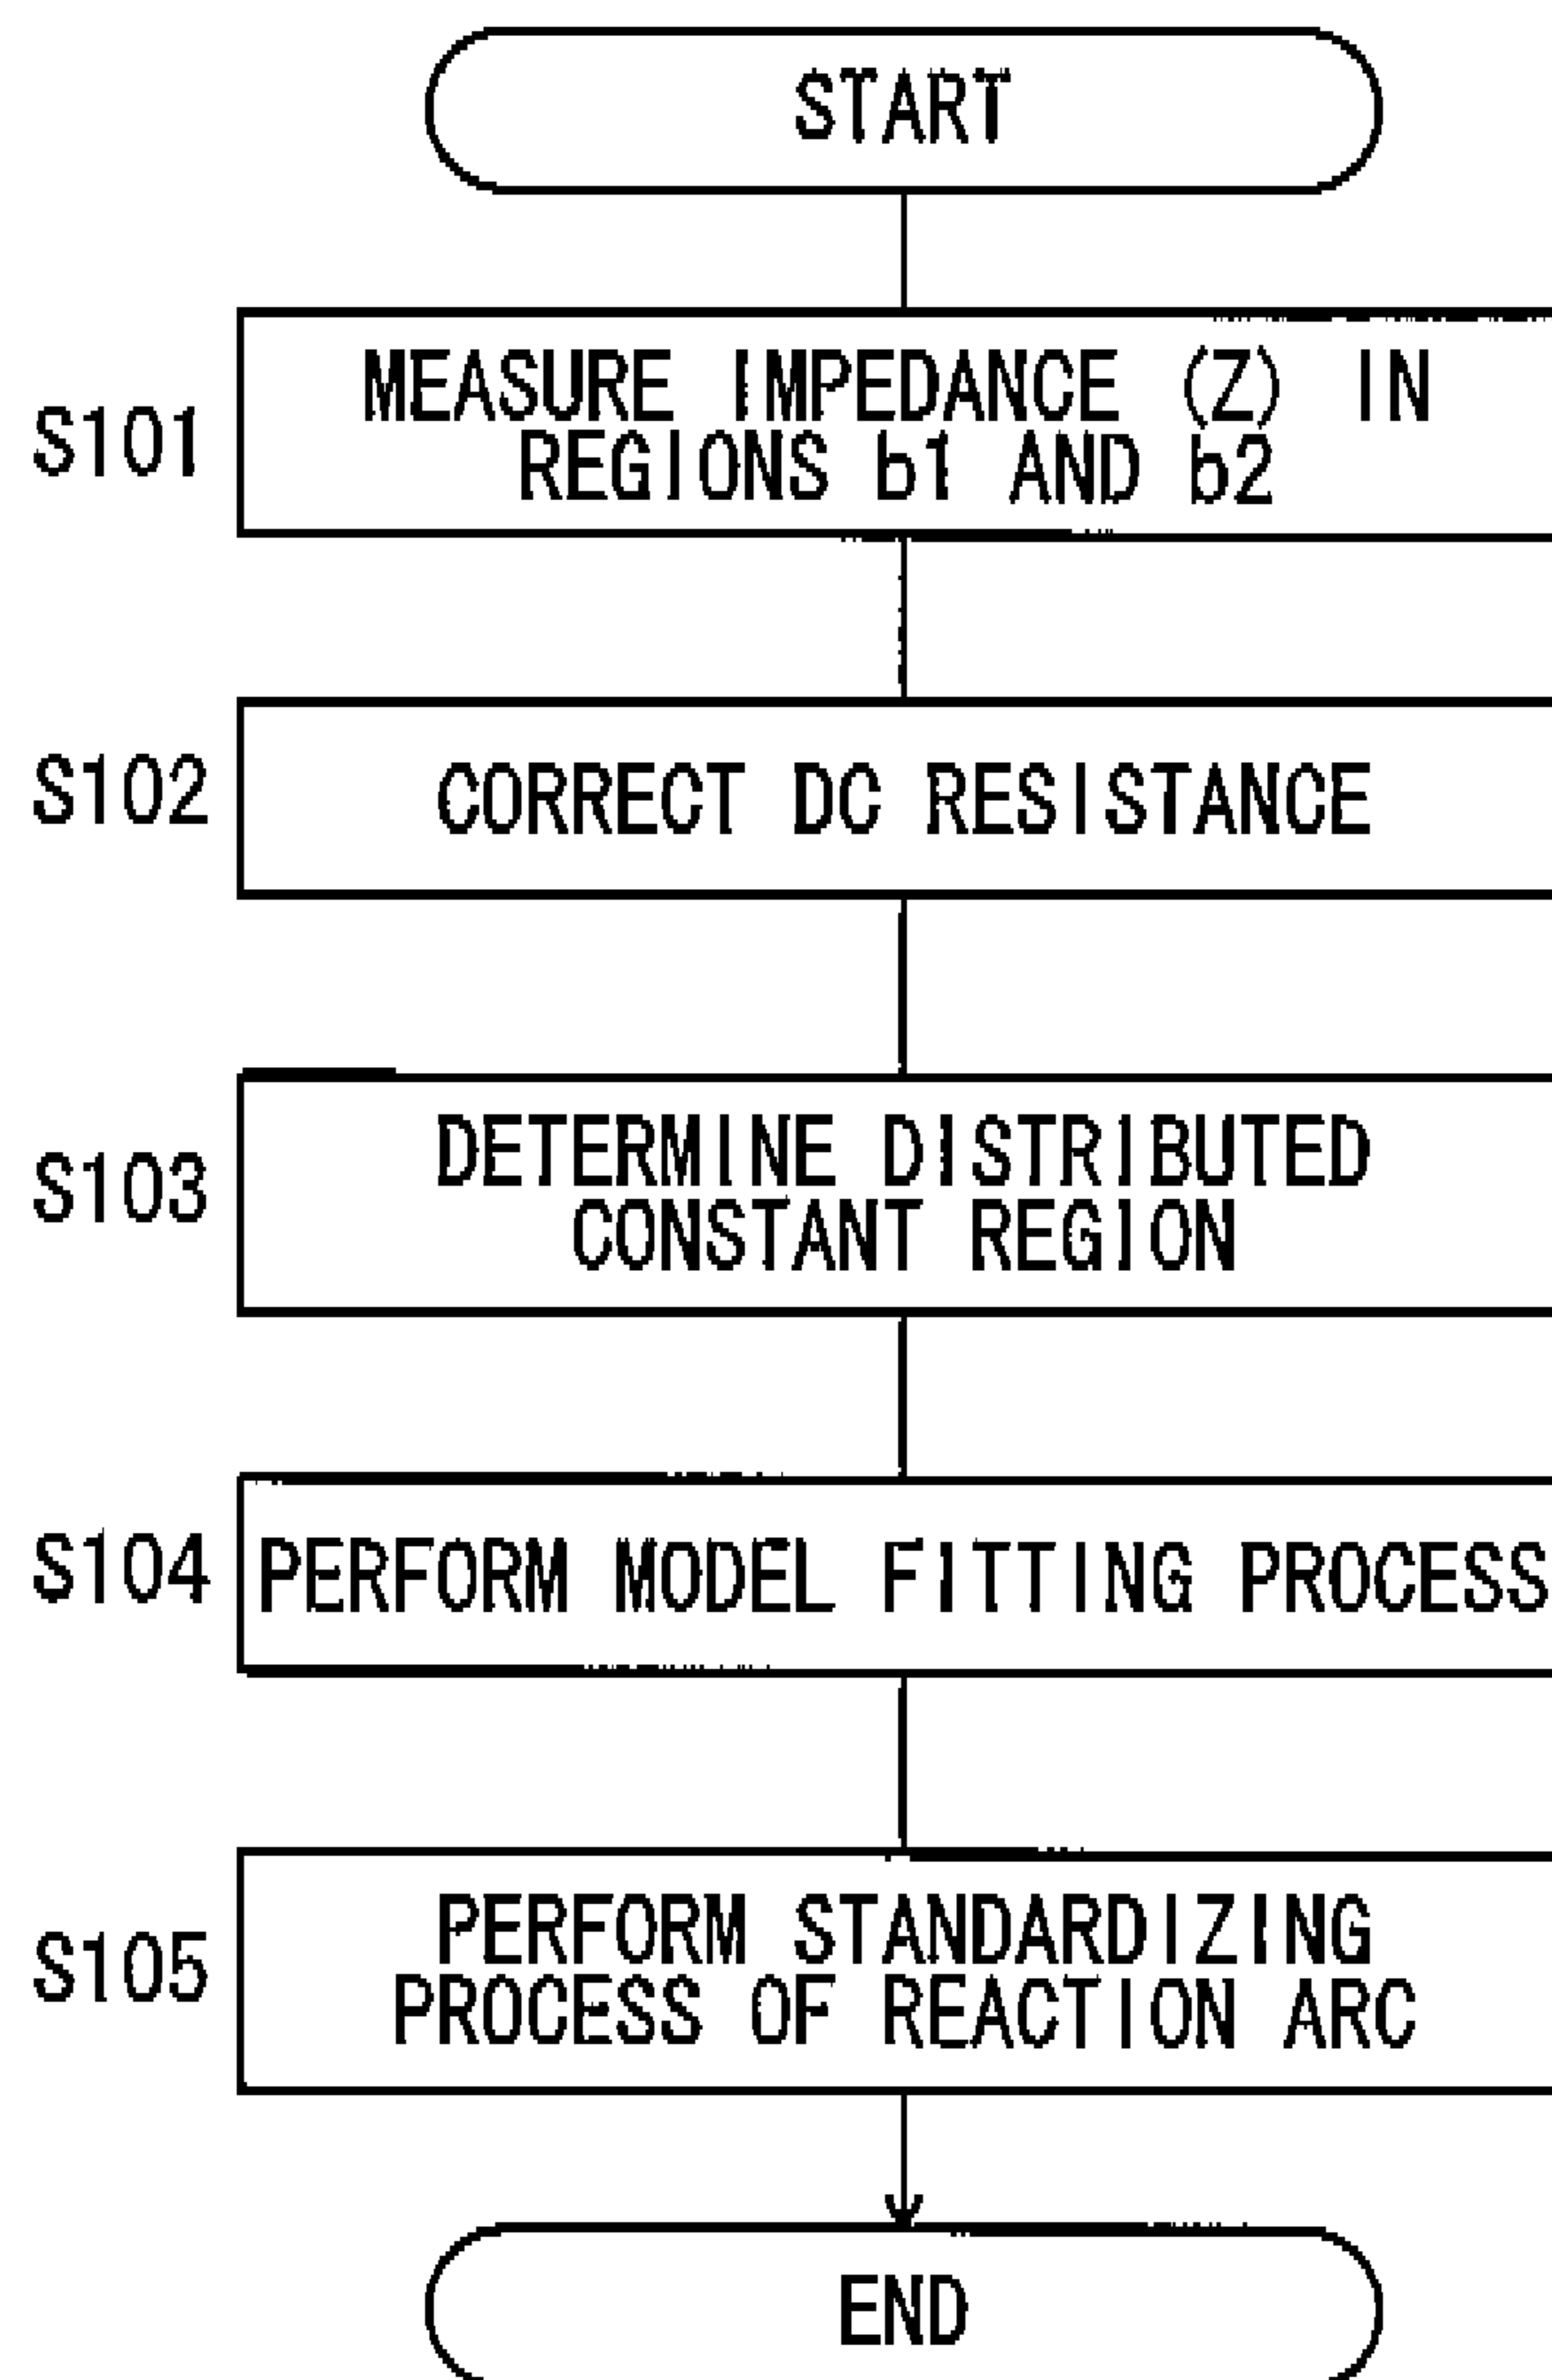 START
S101
MEASURE IMPEDANCE (Z) IN
REGIONS b1 AND b2
S102
CORRECT DC RESISTANCE
S103
DETERMINE DISTRIBUTED
CONSTANT REGION
S104
PERFORM MODEL FITTING PROCESS
S105
PERFORM STANDARDIZING
PROCESS OF REACTION ARC
END